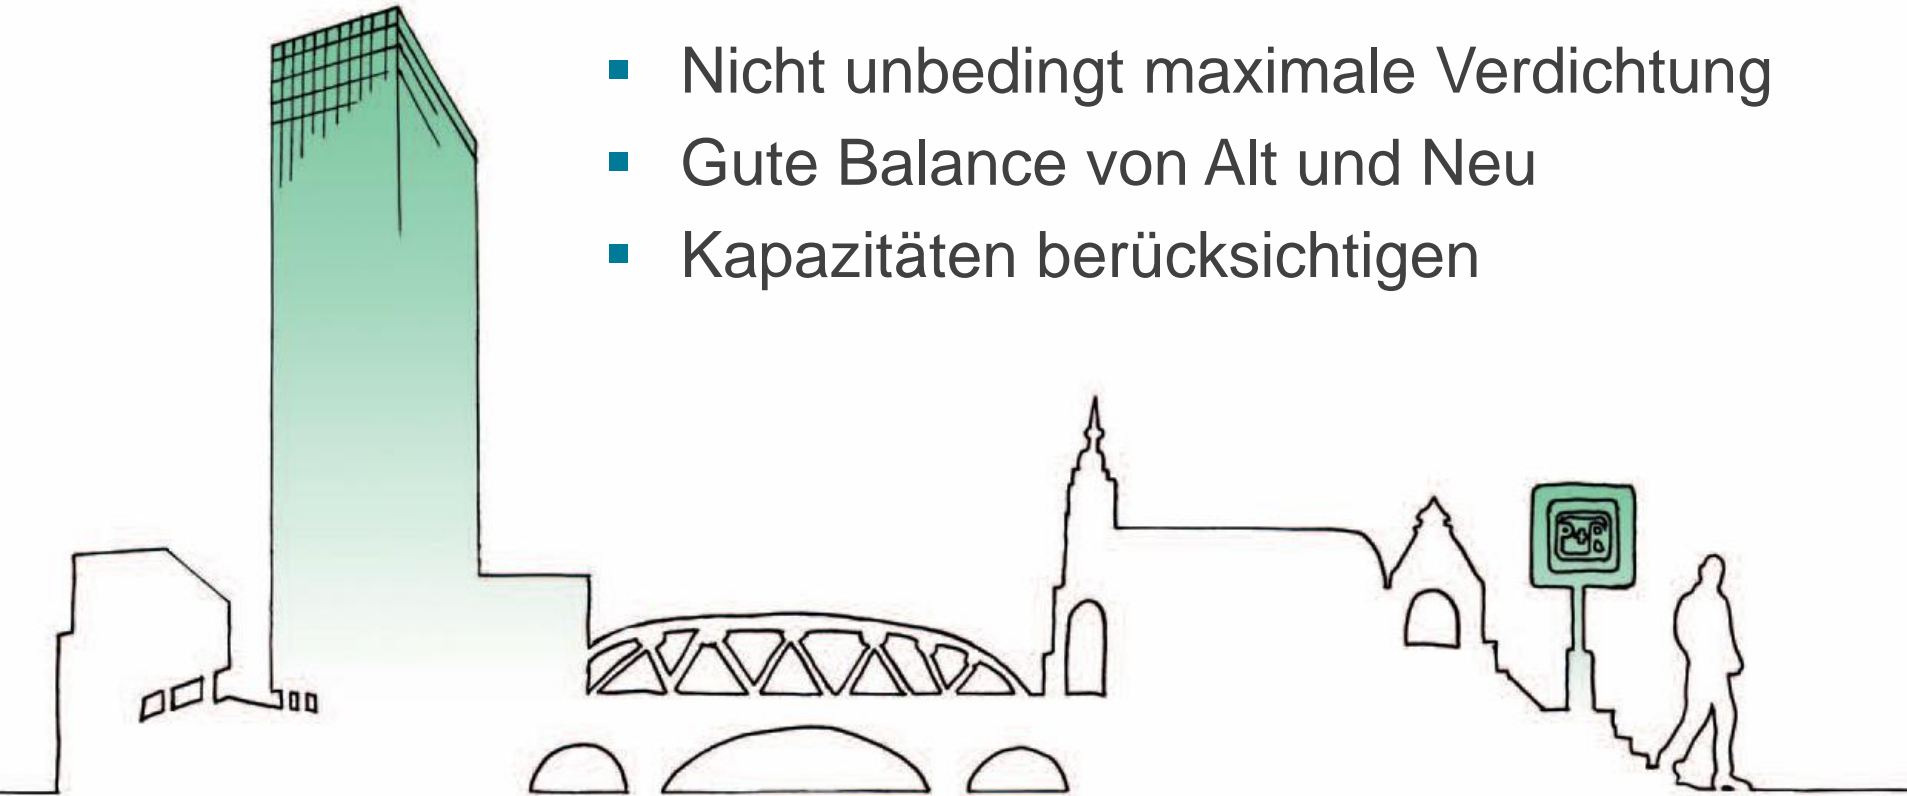 Nicht unbedingt maximale Verdichtung
Gute Balance von Alt und Neu
Kapazitäten berücksichtigen
P+R